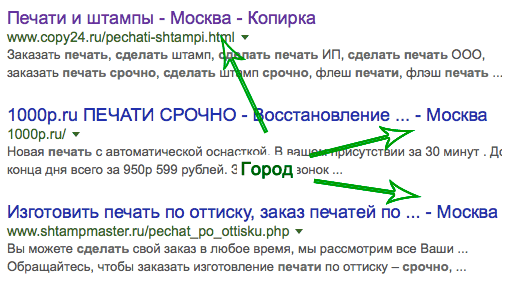 Печати и штампы - Москва - Копирка
www.copy24.ru/pechati-shtampi.html
Заказать печать, сделать штамп, сделать печать ИП, сделать печать ООО,
заказать печать срочно, сделать штамп срочно, флеш печати, флэш печать ...
1000p.ru ПЕЧАТИ СРОЧНО - Восстановление ... - Москва
1000p.ru/
Новая печать с автоматической оснасткой. В вашем присутствии за 30 минут . До
конца дня всего за 950р 599 рублей. З
Город
зонок ...
Изготовить печать по оттиску, заказ печатей по ... - Москва
www.shtampmaster.ru/pechat_po_ottisku.php
Вы можете сделать свой заказ в любое время, мы рассмотрим все Ваши ...
Обращайтесь, чтобы заказать изготовление печати по оттиску – срочно, ...